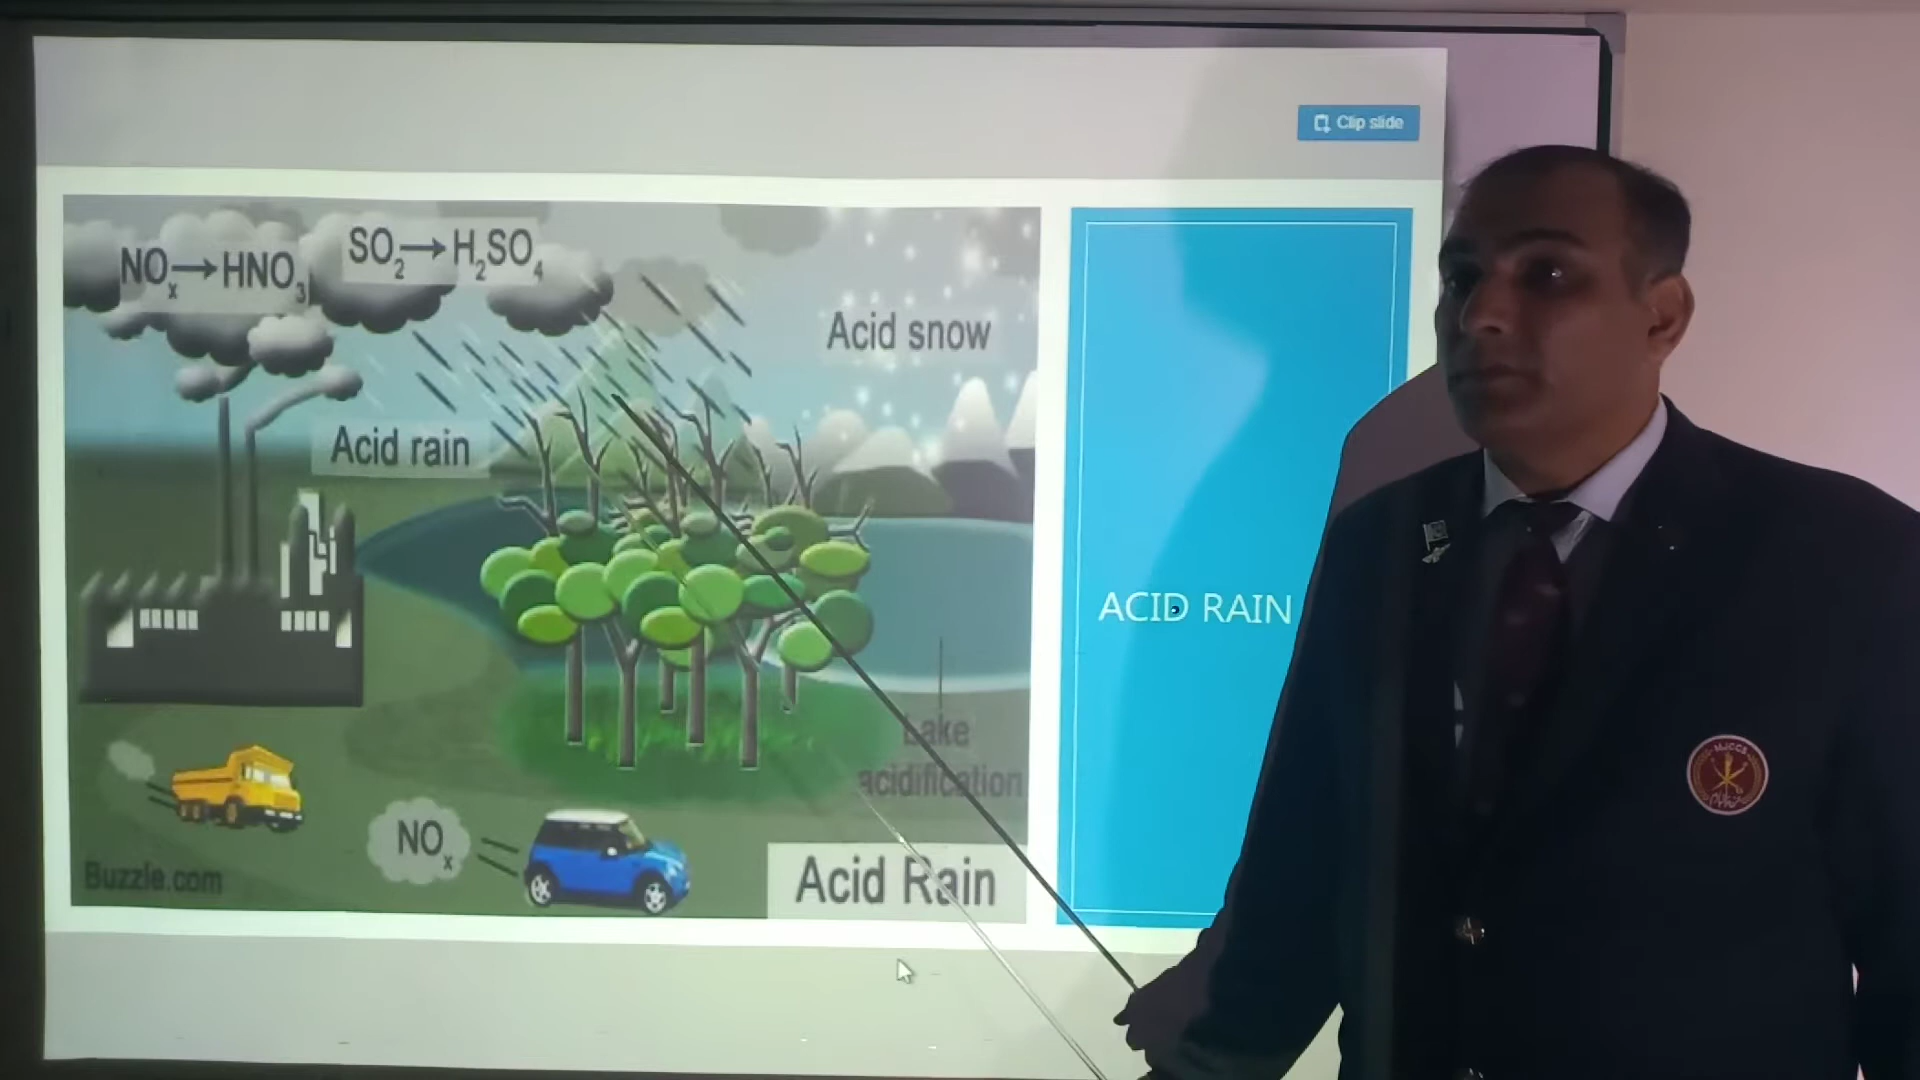 Clip slide
NOx→HNO3
SO2→H2SO4
Acid snow
Acid rain
ACID RAIN
Lake
acidification
NOx
Buzzle.com
Acid Rain